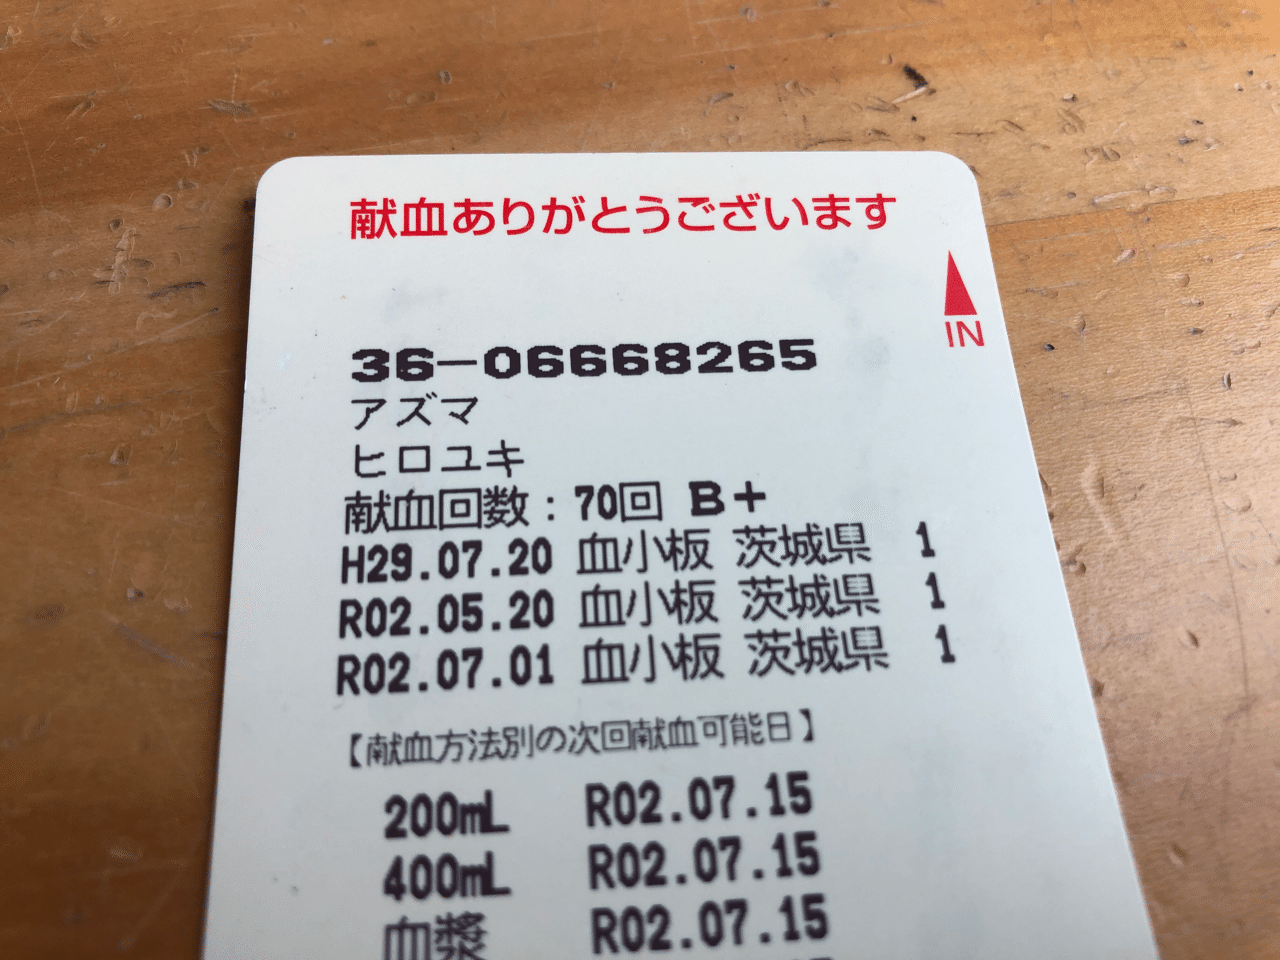 献血ありがとうございます
IN
36-06668265
アズマ
ヒロユキ
献血回数：70回 B+
H29.07.20 血小板 茨城県 1
R02.05.20 血小板 茨城県 1
R02.07.01 血小板 茨城県 1
【献血方法別の次回献血可能日】
200mL R02.07.15
400mL R02.07.15
血漿 R02.07.15